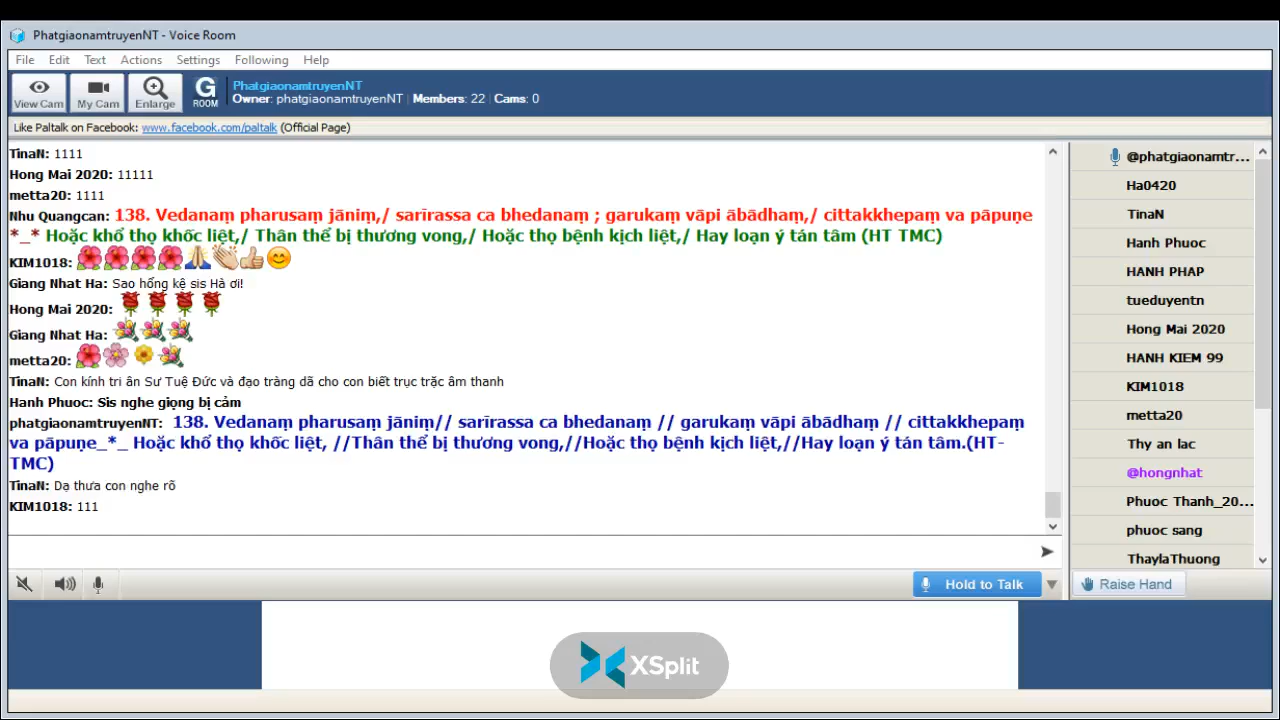 PhatgiaonamtruyenNT - Voice Room
File Edit Text Actions Settings Following Help
View Cam My Cam Enlarge G ROOM
PhatgiaonamtruyenNT
Owner: phatgiaonamtruyenNT | Members: 22 | Cams: 0
Like Paltalk on Facebook: www.facebook.com/paltalk (Official Page)
TinaN: 1111
Hong Mai 2020: 11111
metta20: 1111
Nhu Quangcan: 138. Vedanaṃ pharusaṃ jāniṃ,/ sarīrassa ca bhedanaṃ ; garukaṃ vāpi ābādhaṃ,/ cittakkhepaṃ va pāpuṇe
*_* Hoặc khổ thọ khốc liệt,/ Thân thể bị thương vong,/ Hoặc thọ bệnh kịch liệt,/ Hay loạn ý tán tâm (HT TMC)
KIM1018: 🌺🌺🌺🌺🙏👏👍😊
Giang Nhat Ha: Sao hổng kệ sis Hà ơi!
Hong Mai 2020: 🌹🌹🌹🌹
Giang Nhat Ha: 💐💐💐
metta20: 🌺🌸🌼💐
TinaN: Con kính tri ân Sư Tuệ Đức và đạo tràng dã cho con biết trục trặc âm thanh
Hanh Phuoc: Sis nghe giọng bị cảm
phatgiaonamtruyenNT: 138. Vedanaṃ pharusaṃ jāniṃ// sarīrassa ca bhedanaṃ // garukaṃ vāpi ābādhaṃ // cittakkhepaṃ
va pāpuṇe_*_ Hoặc khổ thọ khốc liệt, //Thân thể bị thương vong,//Hoặc thọ bệnh kịch liệt,//Hay loạn ý tán tâm.(HT-
TMC)
TinaN: Dạ thưa con nghe rõ
KIM1018: 111
@phatgiaonamtr...
Ha0420
TinaN
Hanh Phuoc
HANH PHAP
tueduyentn
Hong Mai 2020
HANH KIEM 99
KIM1018
metta20
Thy an lac
@hongnhat
Phuoc Thanh_20...
phuoc sang
ThaylaThuong
Hold to Talk
Raise Hand
XSplit